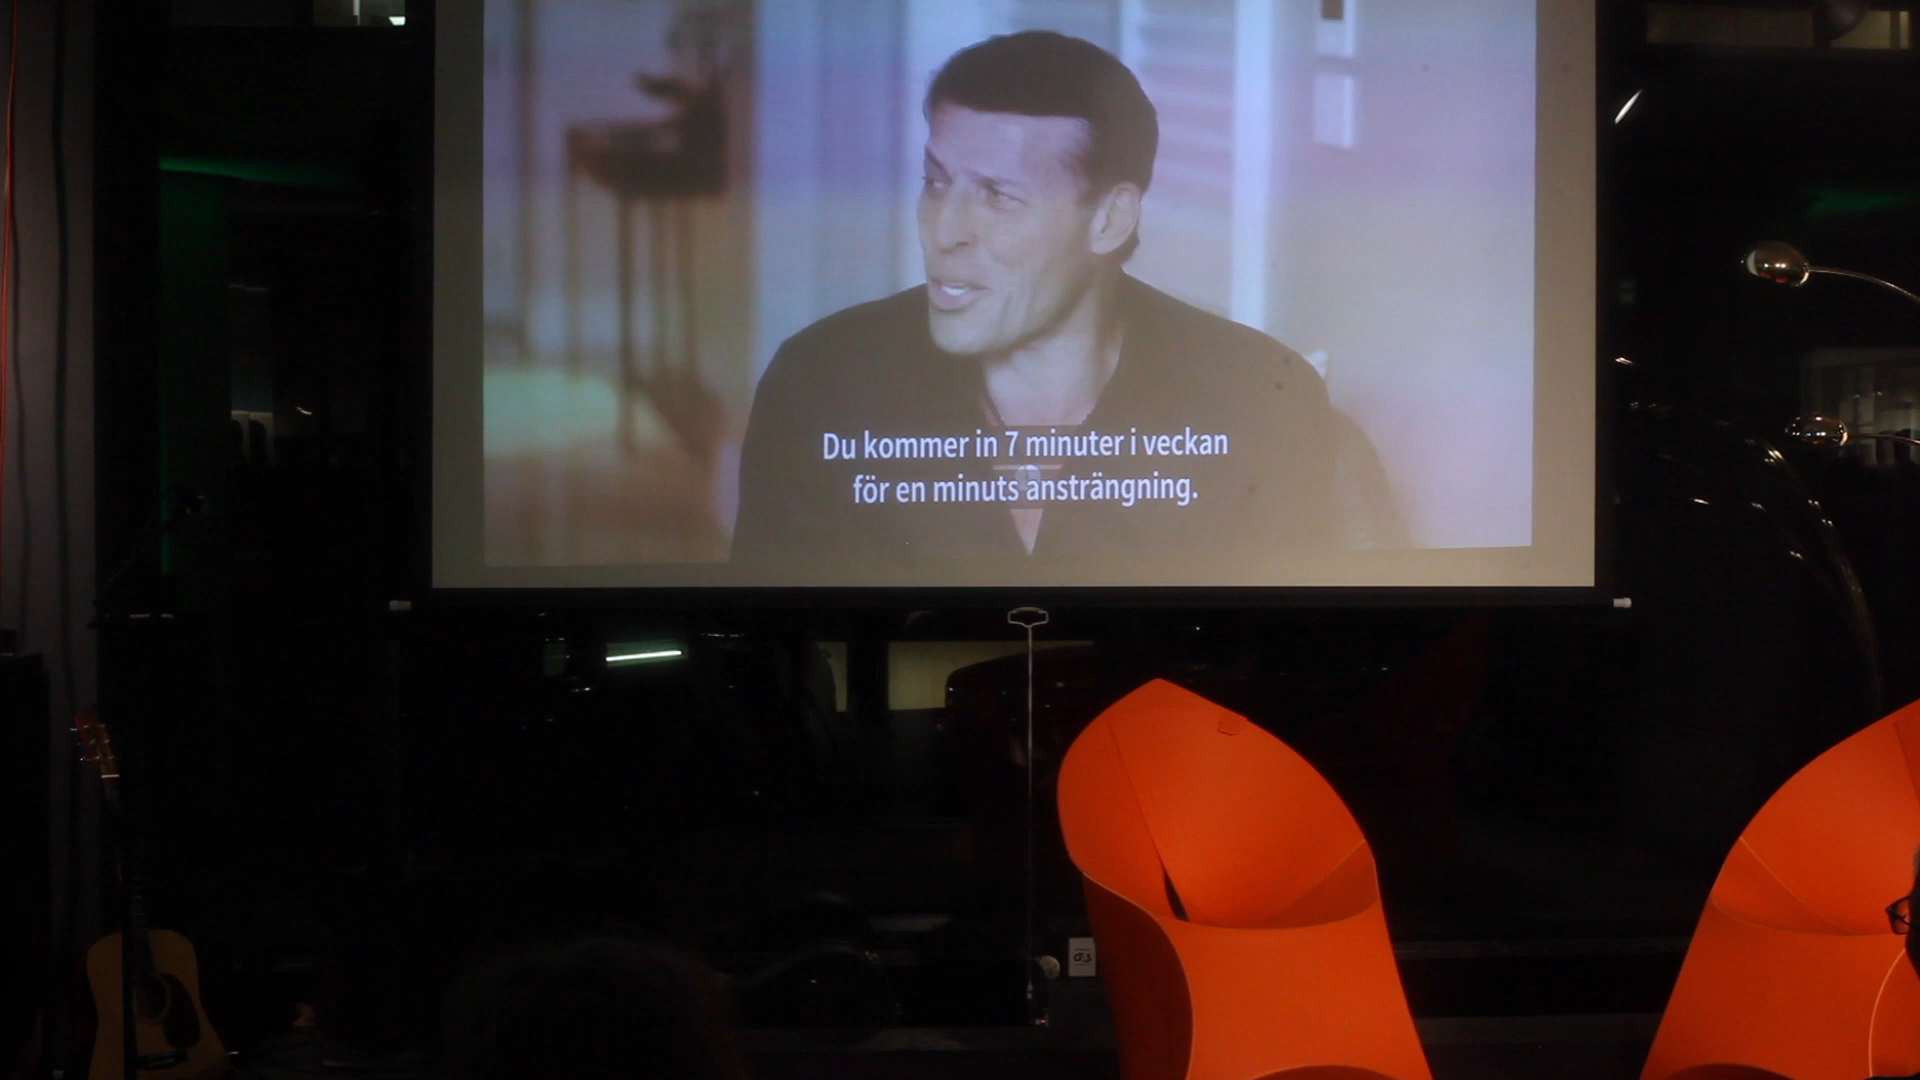 Du kommer in 7 minuter i veckan
för en minuts ansträngning.